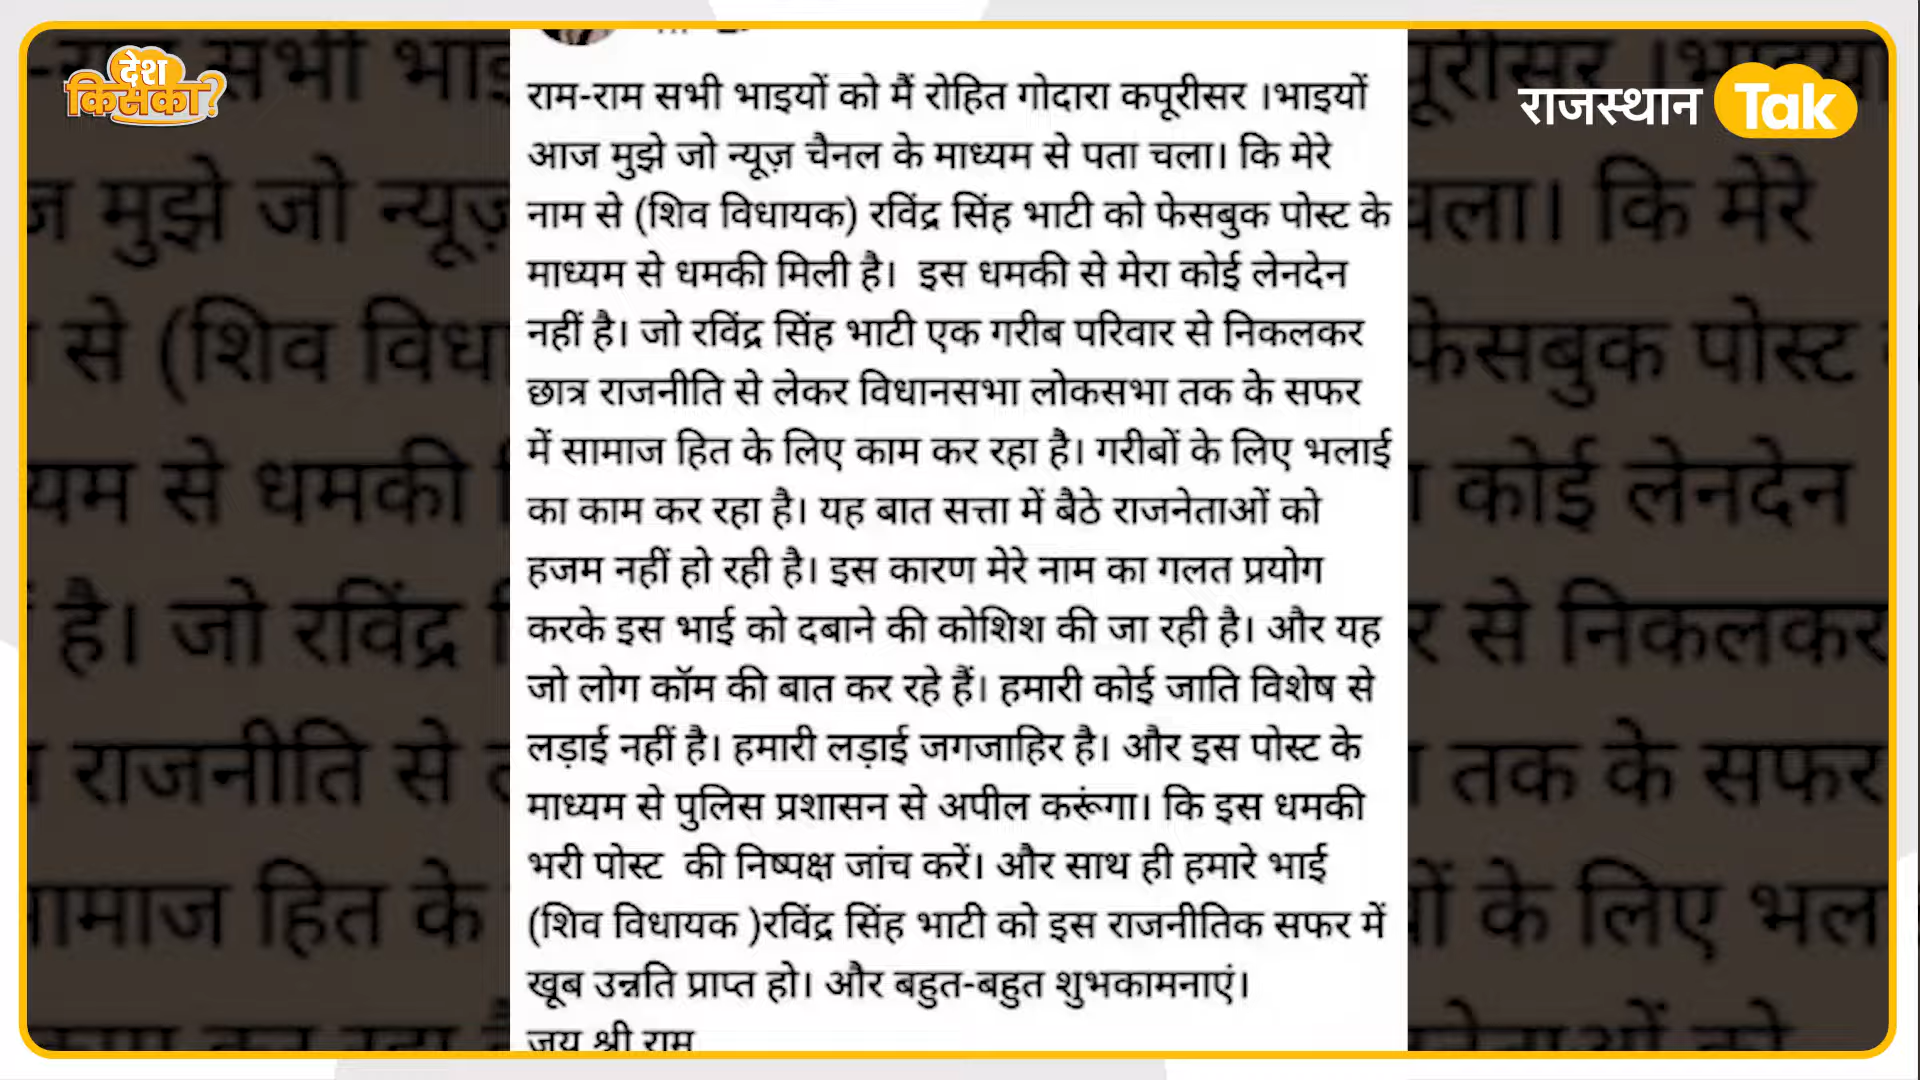 देश
किसका?
राजस्थान Tak
राम-राम सभी भाइयों को मैं रोहित गोदारा कपूरीसर ।भाइयों
आज मुझे जो न्यूज़ चैनल के माध्यम से पता चला। कि मेरे
नाम से (शिव विधायक) रविंद्र सिंह भाटी को फेसबुक पोस्ट के
माध्यम से धमकी मिली है। इस धमकी से मेरा कोई लेनदेन
नहीं है। जो रविंद्र सिंह भाटी एक गरीब परिवार से निकलकर
छात्र राजनीति से लेकर विधानसभा लोकसभा तक के सफर
में सामाज हित के लिए काम कर रहा है। गरीबों के लिए भलाई
का काम कर रहा है। यह बात सत्ता में बैठे राजनेताओं को
हजम नहीं हो रही है। इस कारण मेरे नाम का गलत प्रयोग
करके इस भाई को दबाने की कोशिश की जा रही है। और यह
जो लोग कॉम की बात कर रहे हैं। हमारी कोई जाति विशेष से
लड़ाई नहीं है। हमारी लड़ाई जगजाहिर है। और इस पोस्ट के
माध्यम से पुलिस प्रशासन से अपील करूंगा। कि इस धमकी
भरी पोस्ट की निष्पक्ष जांच करें। और साथ ही हमारे भाई
(शिव विधायक )रविंद्र सिंह भाटी को इस राजनीतिक सफर में
खूब उन्नति प्राप्त हो। और बहुत-बहुत शुभकामनाएं।
जय श्री राम